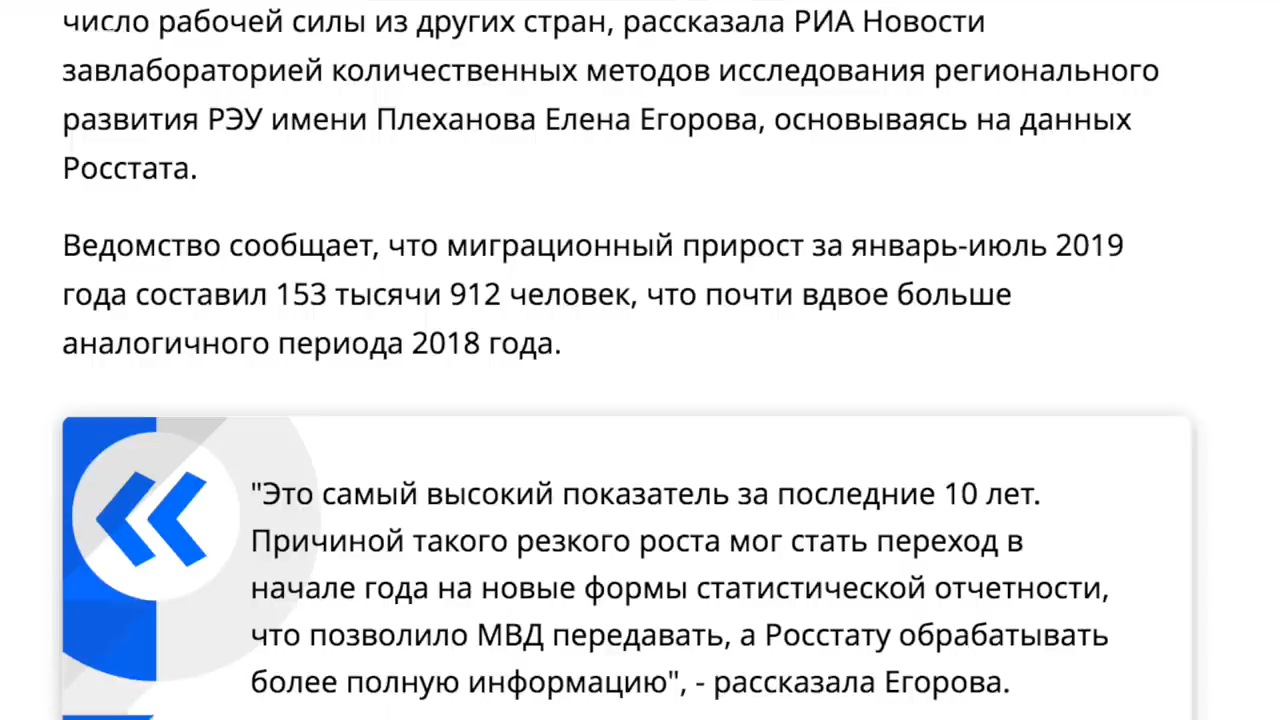 число рабочей силы из других стран, рассказала РИА Новости
завлабораторией количественных методов исследования регионального
развития РЭУ имени Плеханова Елена Егорова, основываясь на данных
Росстата.
Ведомство сообщает, что миграционный прирост за январь-июль 2019
года составил 153 тысячи 912 человек, что почти вдвое больше
аналогичного периода 2018 года.
"Это самый высокий показатель за последние 10 лет.
Причиной такого резкого роста мог стать переход в
начале года на новые формы статистической отчетности,
что позволило МВД передавать, а Росстату обрабатывать
более полную информацию", - рассказала Егорова.